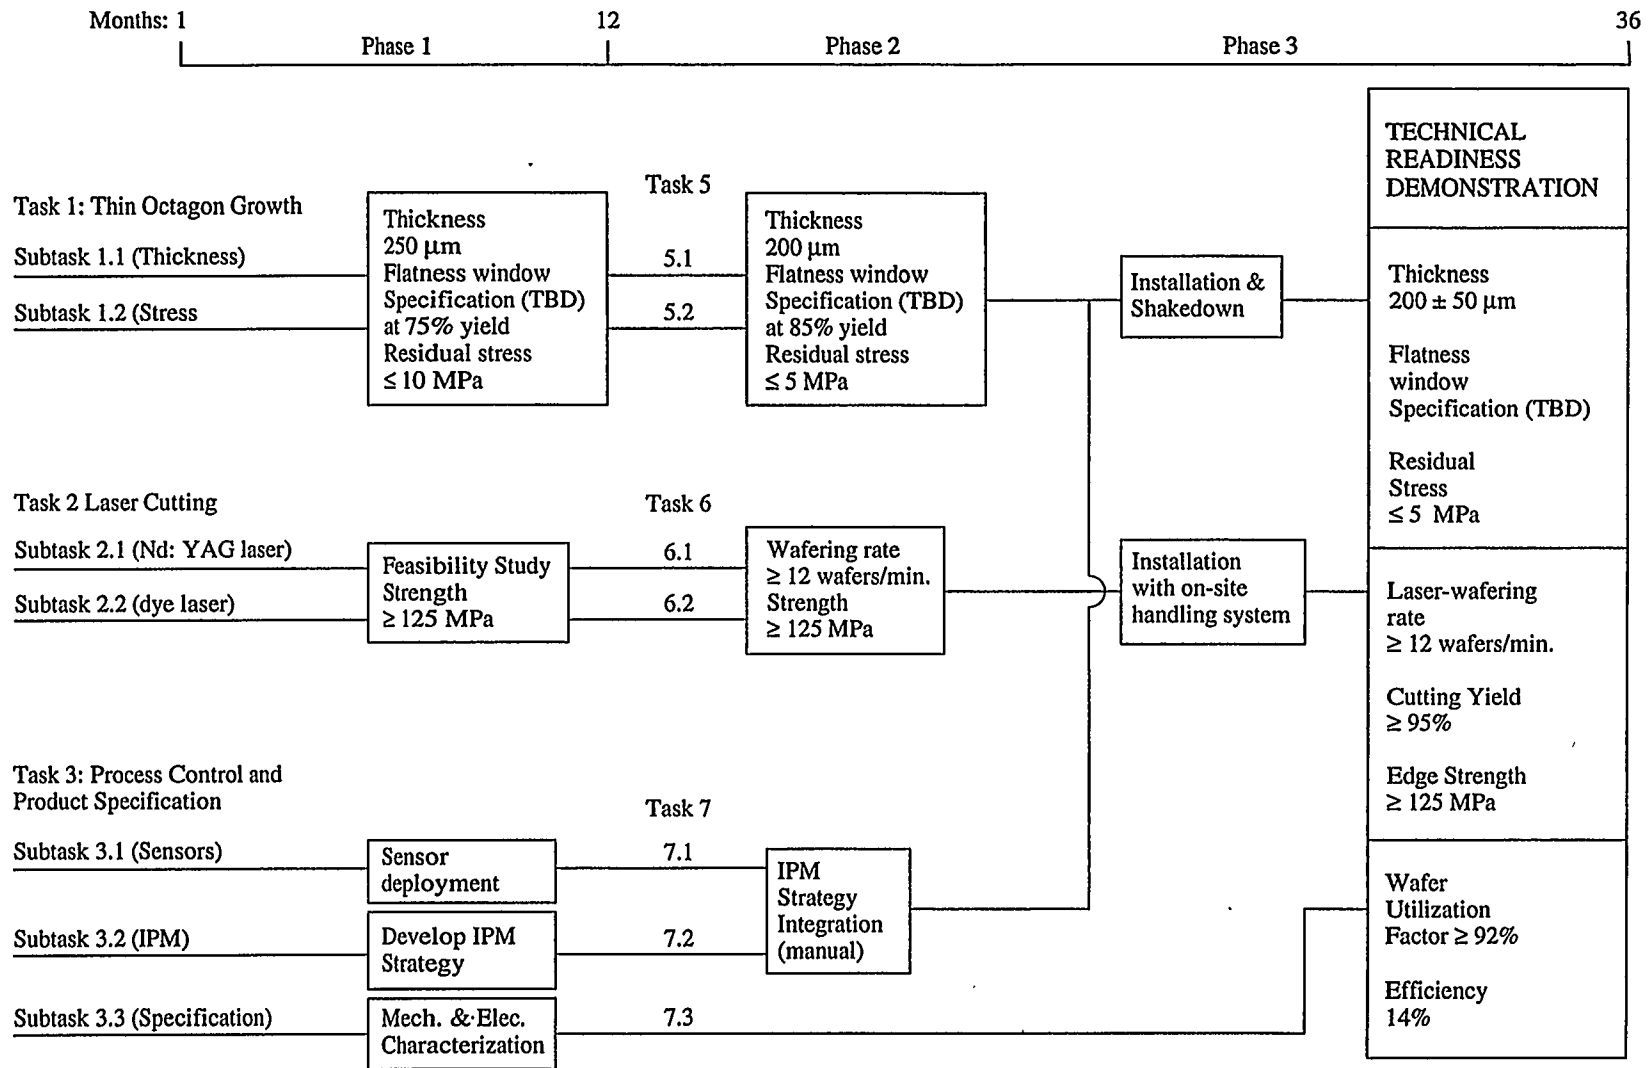 Months: 1
12
36
Phase 1
Phase 2
Phase 3
TECHNICAL
READINESS
DEMONSTRATION
Task 1: Thin Octagon Growth
Subtask 1.1 (Thickness)
Subtask 1.2 (Stress
Thickness
250 μm
Flatness window
Specification (TBD)
at 75% yield
Residual stress
≤ 10 MPa
Task 5
5.1
5.2
Thickness
200 μm
Flatness window
Specification (TBD)
at 85% yield
Residual stress
≤ 5 MPa
Installation &
Shakedown
Thickness
200 ± 50 μm
Flatness
window
Specification (TBD)
Residual
Stress
≤ 5 MPa
Task 2 Laser Cutting
Subtask 2.1 (Nd: YAG laser)
Subtask 2.2 (dye laser)
Feasibility Study
Strength
≥ 125 MPa
Task 6
6.1
6.2
Wafering rate
≥ 12 wafers/min.
Strength
≥ 125 MPa
Installation
with on-site
handling system
Laser-wafering
rate
≥ 12 wafers/min.
Cutting Yield
≥ 95%
Edge Strength
≥ 125 MPa
Task 3: Process Control and
Product Specification
Subtask 3.1 (Sensors)
Subtask 3.2 (IPM)
Subtask 3.3 (Specification)
Sensor
deployment
Develop IPM
Strategy
Mech. & Elec.
Characterization
Task 7
7.1
7.2
7.3
IPM
Strategy
Integration
(manual)
Wafer
Utilization
Factor ≥ 92%
Efficiency
14%